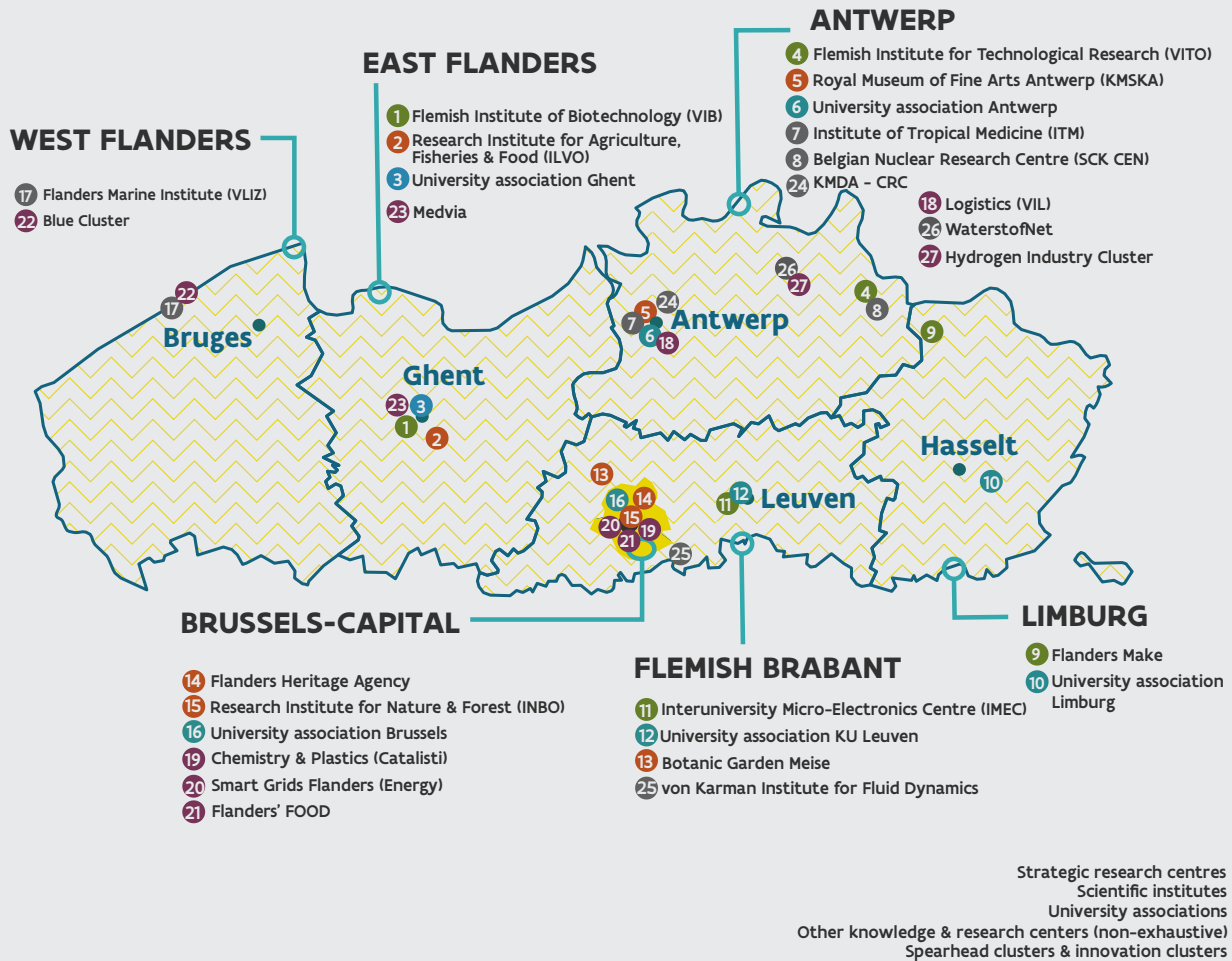 WEST FLANDERS
17 Flanders Marine Institute (VLIZ)
22 Blue Cluster
EAST FLANDERS
1 Flemish Institute of Biotechnology (VIB)
2 Research Institute for Agriculture,
Fisheries & Food (ILVO)
3 University association Ghent
23 Medvia
ANTWERP
4 Flemish Institute for Technological Research (VITO)
5 Royal Museum of Fine Arts Antwerp (KMSKA)
6 University association Antwerp
7 Institute of Tropical Medicine (ITM)
8 Belgian Nuclear Research Centre (SCK CEN)
24 KMDA - CRC
18 Logistics (VIL)
26 WaterstofNet
27 Hydrogen Industry Cluster
22
17
Bruges
Ghent
23
3
1
2
26
27
4
8
24
5
7
6
18
Antwerp
9
Hasselt
10
13
16
14
15
20
19
21
25
12
11
Leuven
BRUSSELS-CAPITAL
14 Flanders Heritage Agency
15 Research Institute for Nature & Forest (INBO)
16 University association Brussels
19 Chemistry & Plastics (Catalisti)
20 Smart Grids Flanders (Energy)
21 Flanders' FOOD
FLEMISH BRABANT
11 Interuniversity Micro-Electronics Centre (IMEC)
12 University association KU Leuven
13 Botanic Garden Meise
25 von Karman Institute for Fluid Dynamics
LIMBURG
9 Flanders Make
10 University association
Limburg
Strategic research centres
Scientific institutes
University associations
Other knowledge & research centers (non-exhaustive)
Spearhead clusters & innovation clusters